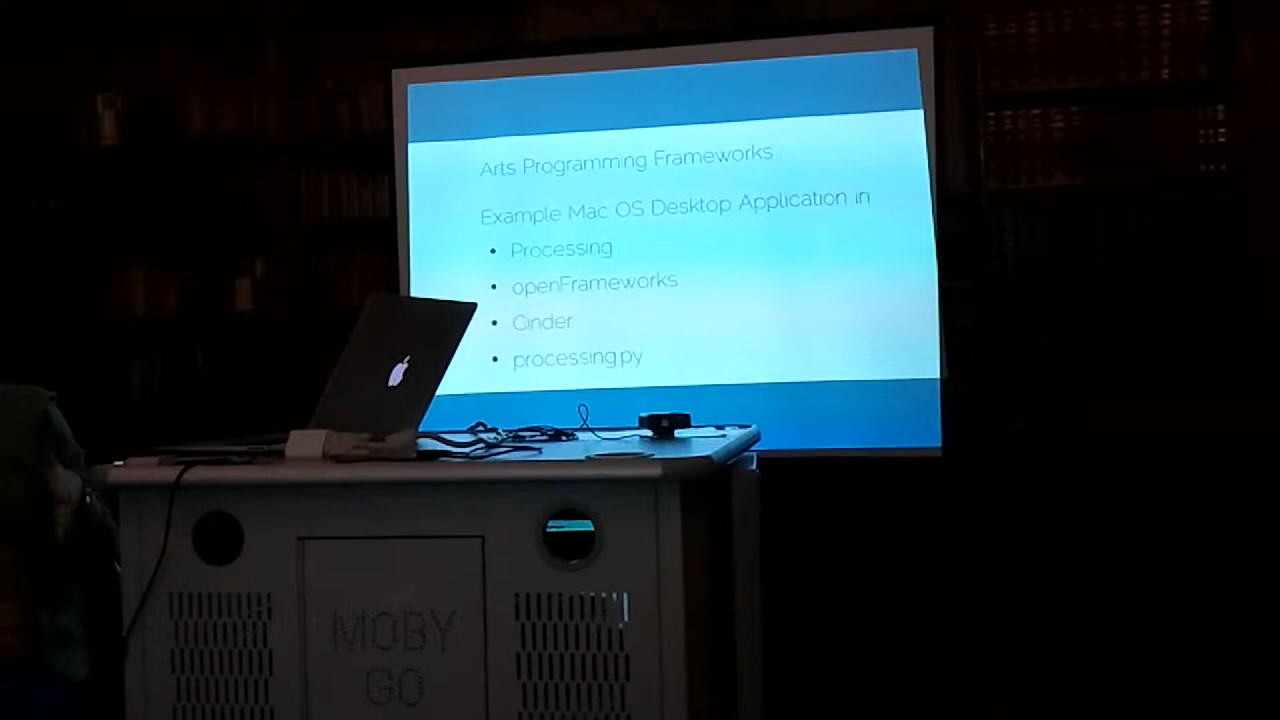 Arts Programming Frameworks
Example Mac OS Desktop Application in
• Processing
• openFrameworks
• Cinder
• processing.py
MOBY
GO